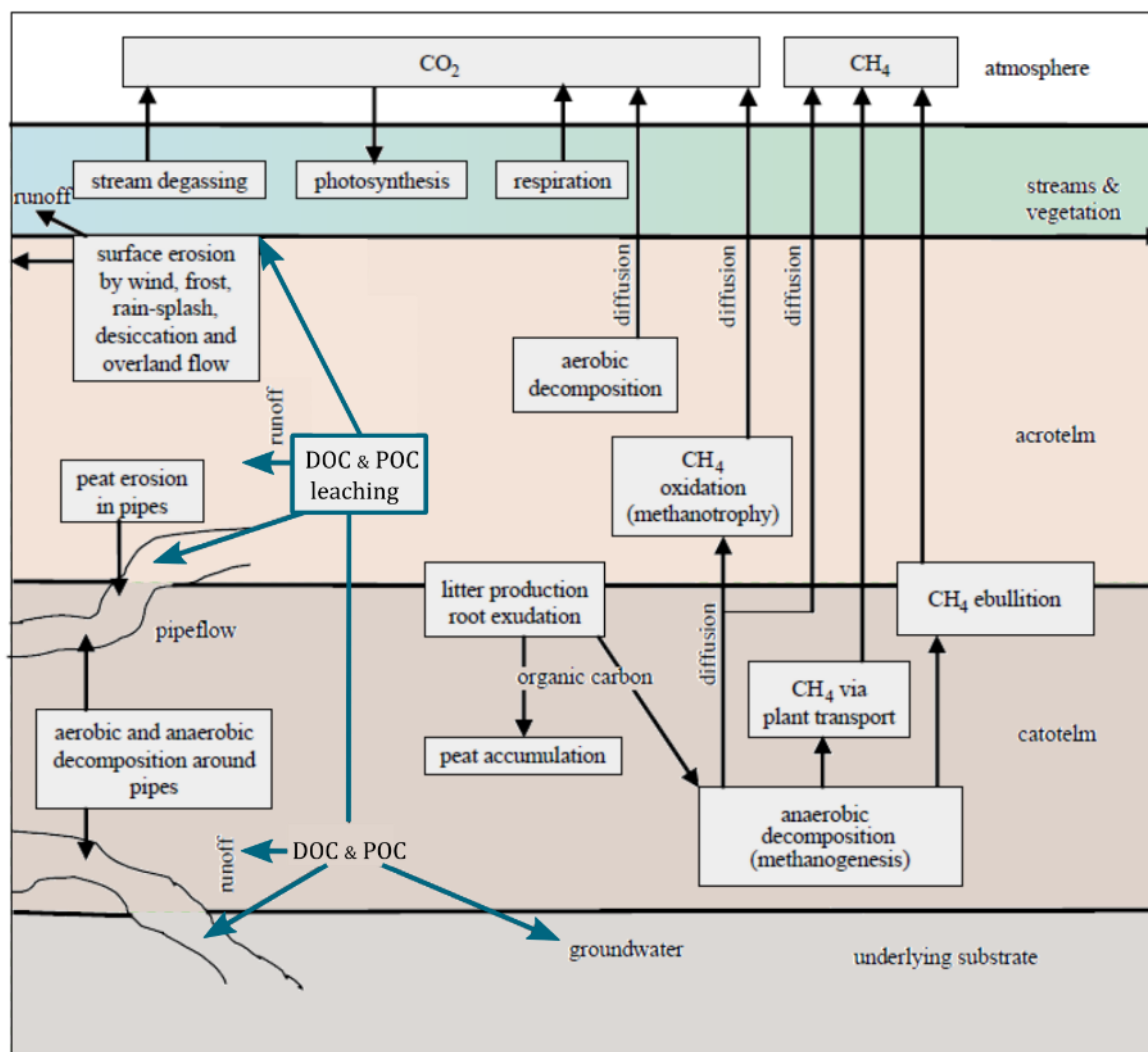 CO₂
CH₄
atmosphere
stream degassing
photosynthesis
respiration
streams &
vegetation
runoff
surface erosion
by wind, frost,
rain-splash,
desiccation and
overland flow
diffusion
diffusion
diffusion
aerobic
decomposition
runoff
DOC & POC
leaching
acrotelm
CH₄
oxidation
(methanotrophy)
peat erosion
in pipes
litter production
root exudation
CH₄ ebullition
pipeflow
organic carbon
diffusion
CH₄ via
plant transport
aerobic and anaerobic
decomposition around
pipes
peat accumulation
catotelm
anaerobic
decomposition
(methanogenesis)
runoff
DOC & POC
groundwater
underlying substrate